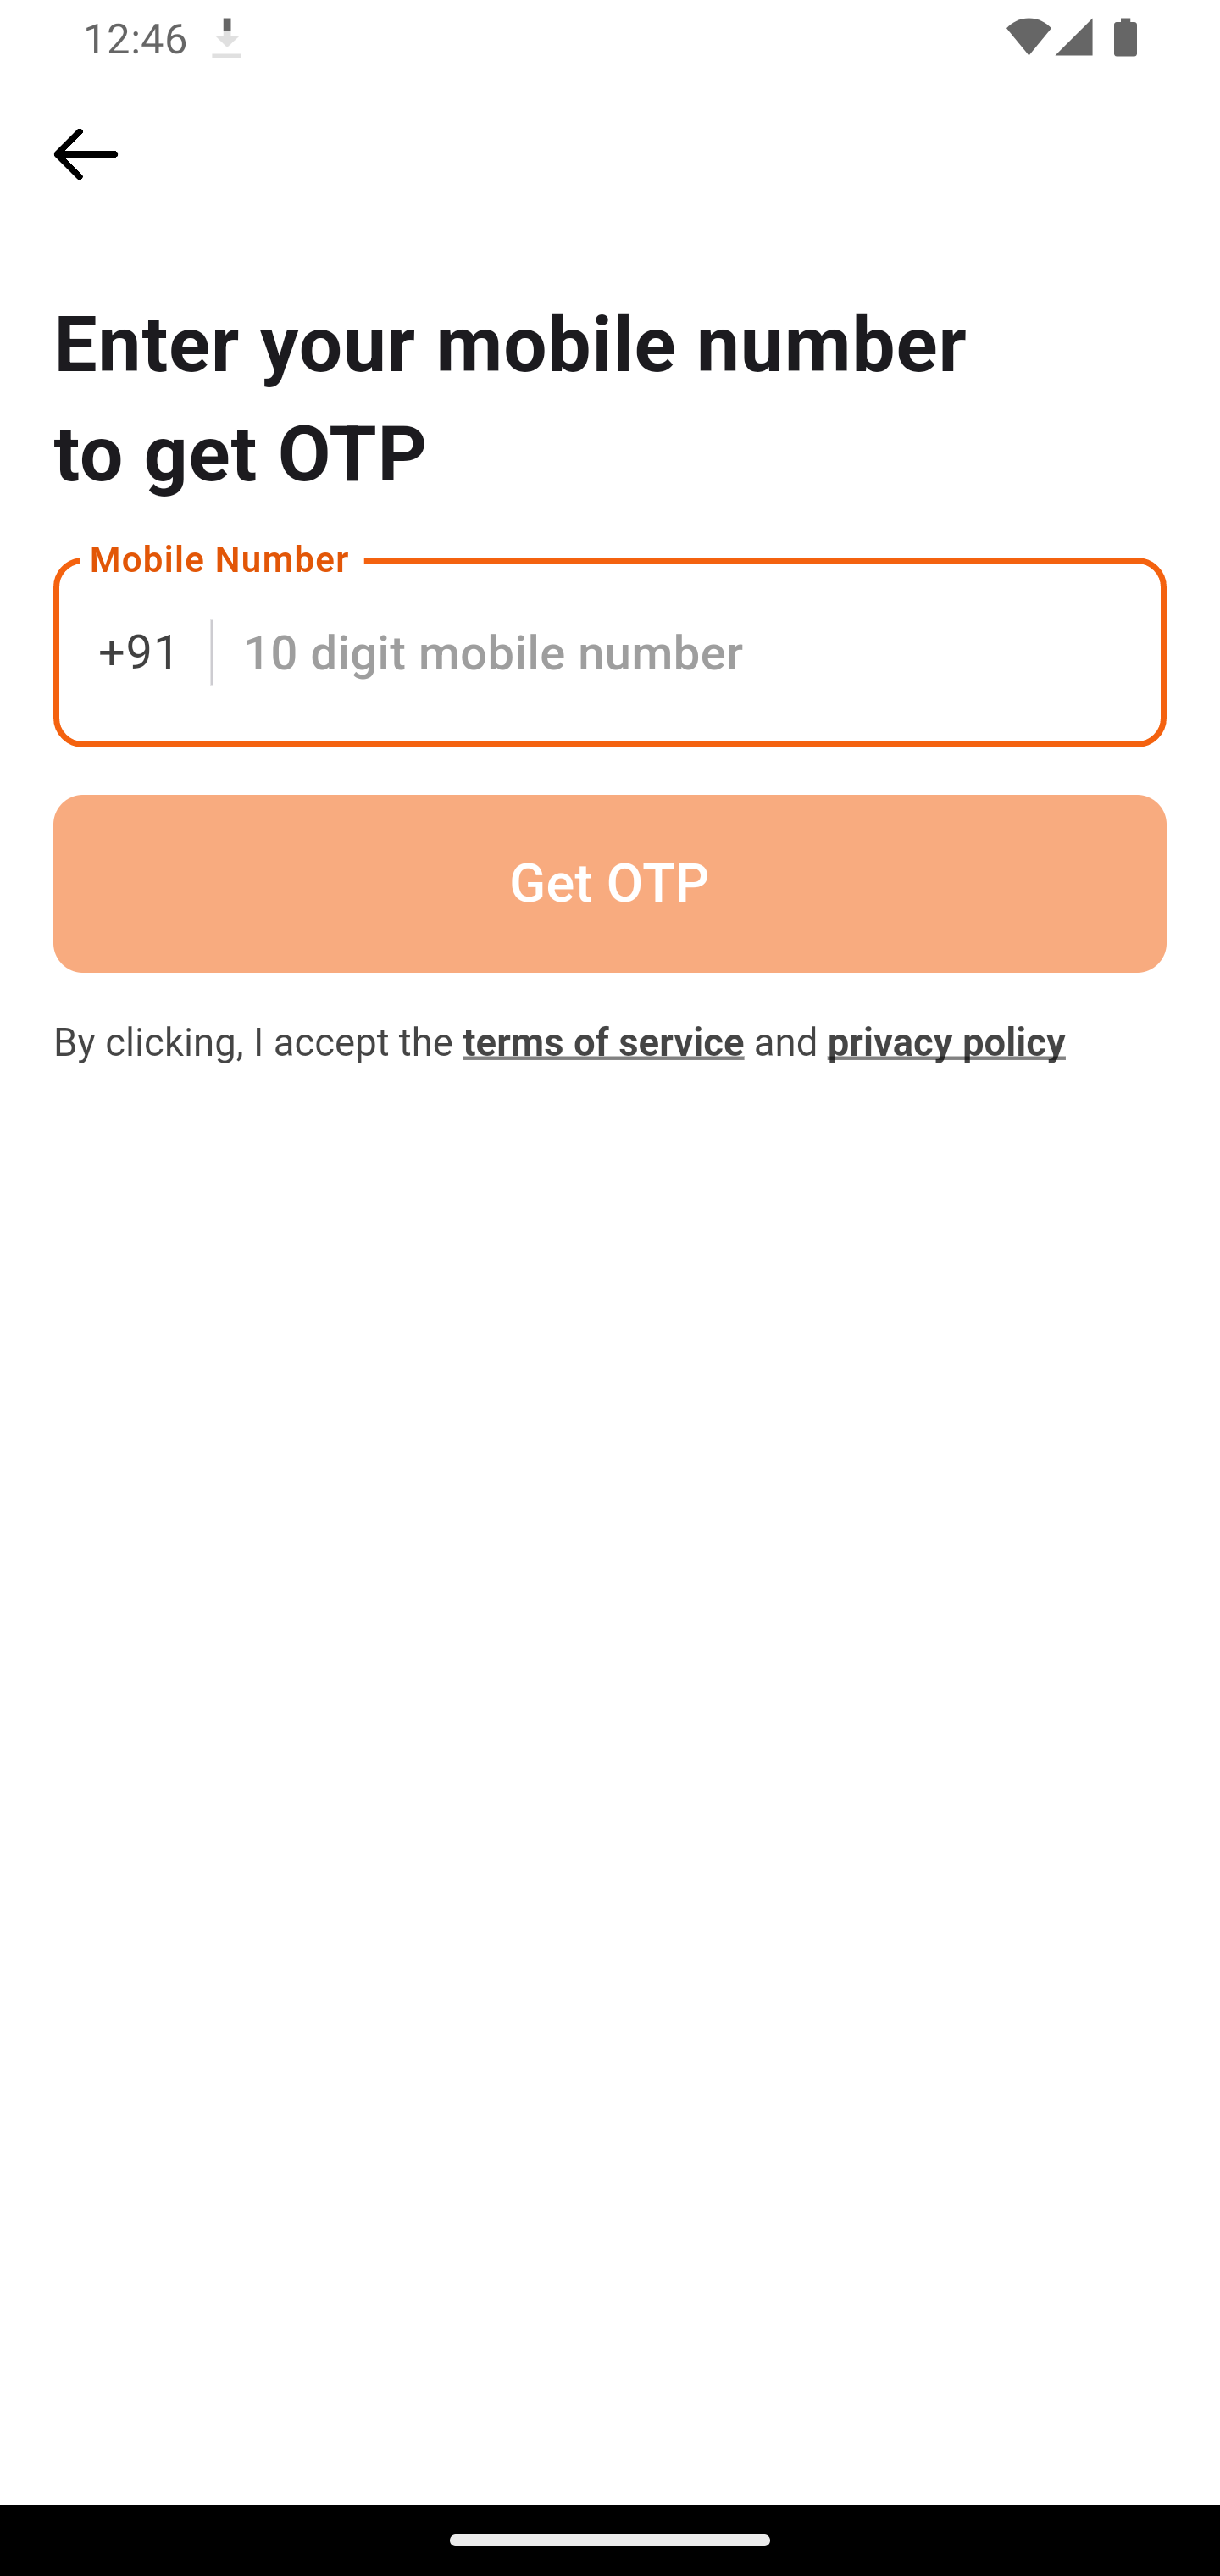 12:46
Enter your mobile number
to get OTP
Mobile Number
+91 10 digit mobile number
Get OTP
By clicking, I accept the terms of service and privacy policy